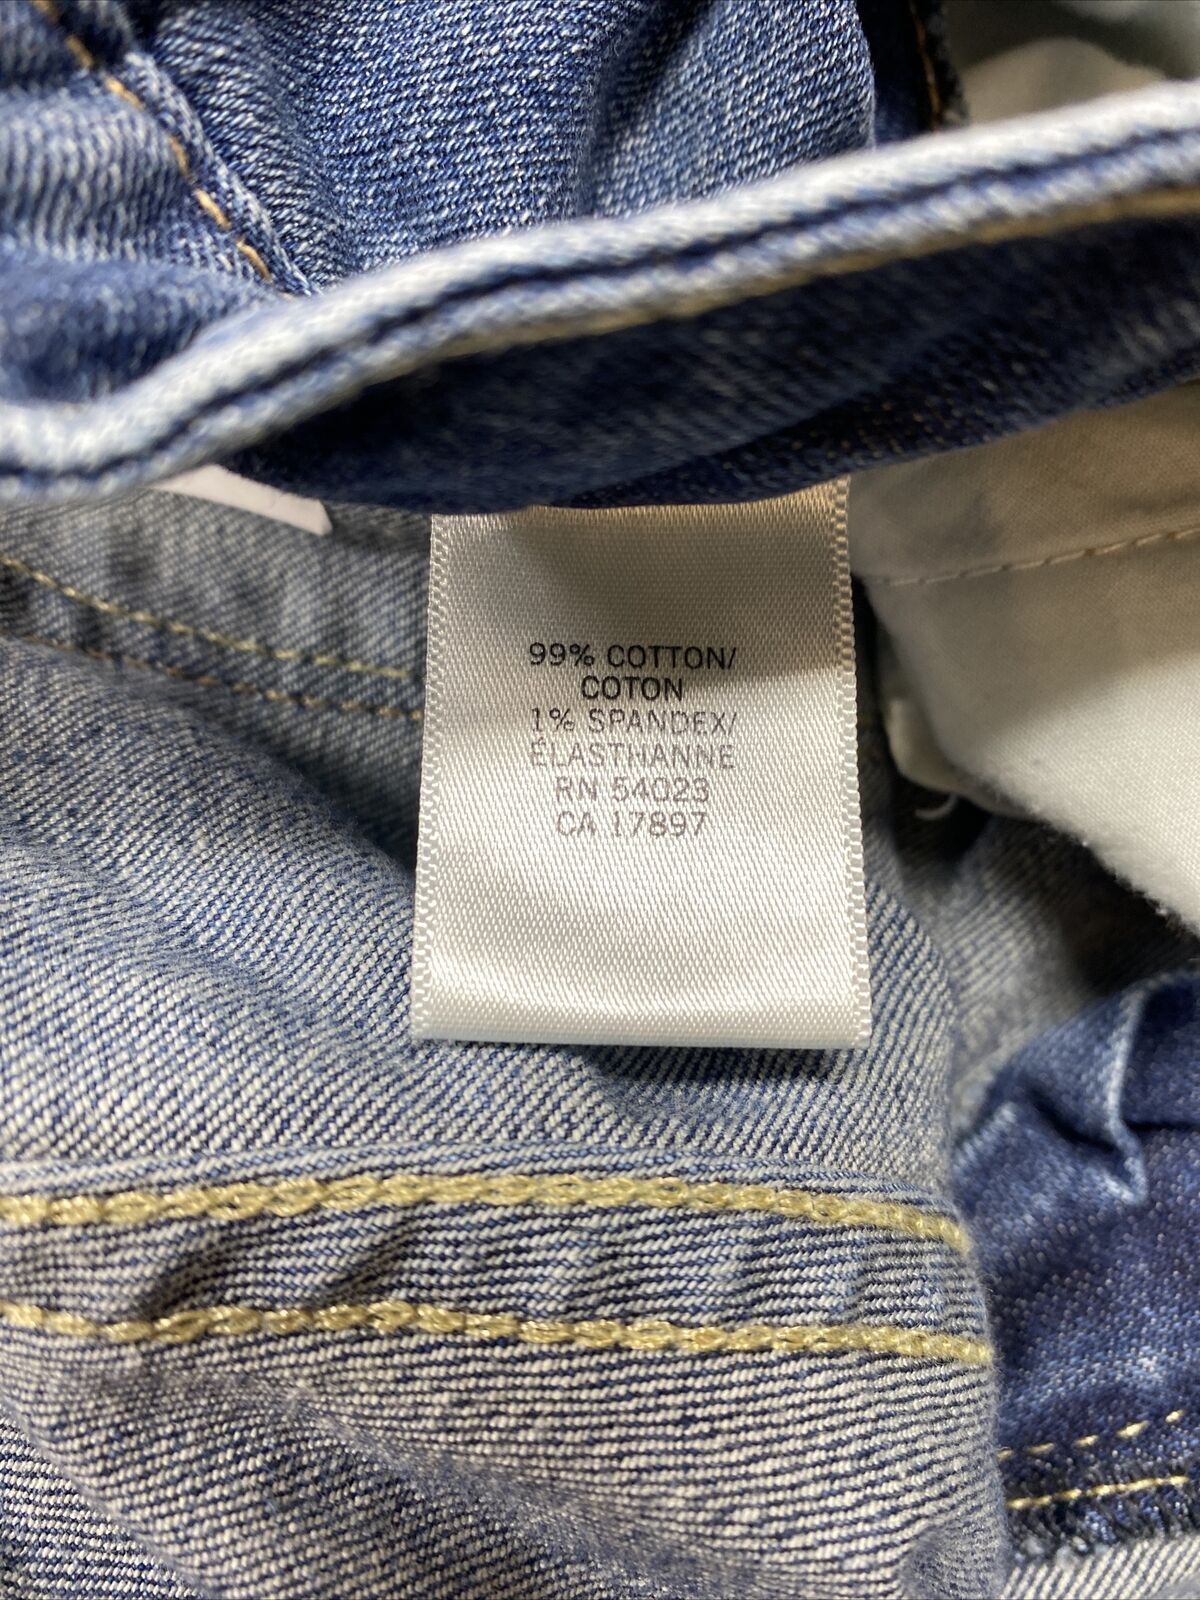 99% COTTON/
COTON
1% SPANDEX/
ÉLASTHANNE
RN 54023
CA 17897